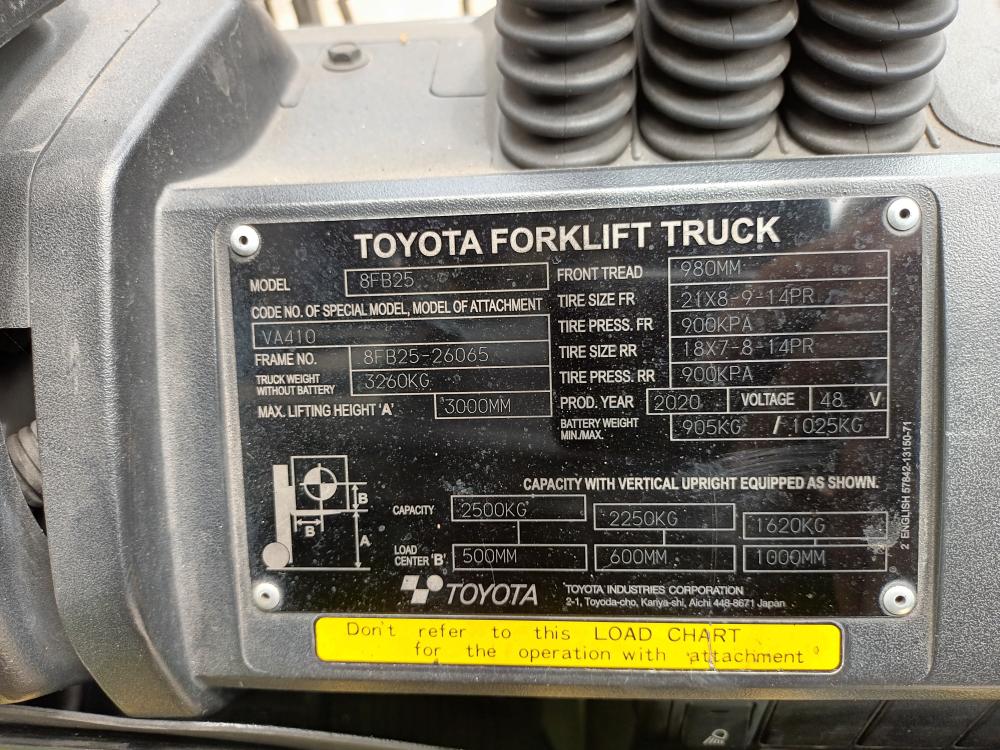 TOYOTA FORKLIFT TRUCK
MODEL 8FB25
CODE NO. OF SPECIAL MODEL, MODEL OF ATTACHMENT
VA410
FRAME NO. 8FB25-26065
TRUCK WEIGHT WITHOUT BATTERY 3260KG
MAX. LIFTING HEIGHT 'A' 3000MM
FRONT TREAD 980MM
TIRE SIZE FR 21X8-9-14PR
TIRE PRESS. FR 900KPA
TIRE SIZE RR 18X7-8-14PR
TIRE PRESS. RR 900KPA
PROD. YEAR 2020 VOLTAGE 48 V
BATTERY WEIGHT MIN./MAX. 905KG / 1025KG
CAPACITY WITH VERTICAL UPRIGHT EQUIPPED AS SHOWN.
B
B
A
CAPACITY 2500KG 2250KG 1620KG
LOAD CENTER 'B' 500MM 600MM 1000MM
TOYOTA
TOYOTA INDUSTRIES CORPORATION
2-1, Toyoda-cho, Kariya-shi, Aichi 448-8671 Japan
2 ENGLISH 57842-13150-71
Don't refer to this LOAD CHART
for the operation with attachment